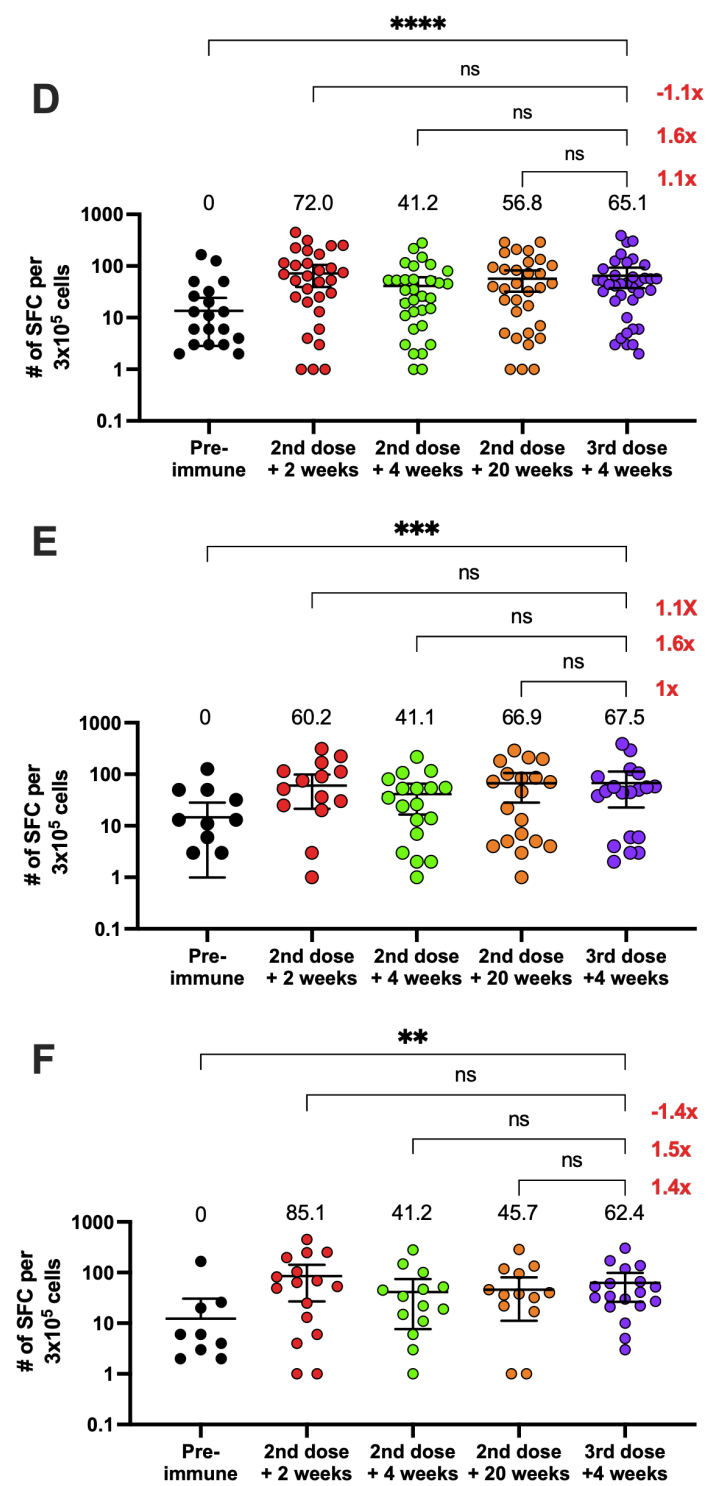 ****
D
ns
-1.1x
ns
1.6x
ns
1.1x
0 72.0 41.2 56.8 65.1
# of SFC per
3x10⁵ cells
1000
100
10
1
0.1
Pre-
immune
2nd dose
+ 2 weeks
2nd dose
+ 4 weeks
2nd dose
+ 20 weeks
3rd dose
+ 4 weeks
E
***
ns
1.1X
ns
1.6x
ns
1x
0 60.2 41.1 66.9 67.5
# of SFC per
3x10⁵ cells
1000
100
10
1
0.1
Pre-
immune
2nd dose
+ 2 weeks
2nd dose
+ 4 weeks
2nd dose
+ 20 weeks
3rd dose
+4 weeks
F
**
ns
-1.4x
ns
1.5x
ns
1.4x
0 85.1 41.2 45.7 62.4
# of SFC per
3x10⁵ cells
1000
100
10
1
0.1
Pre-
immune
2nd dose
+ 2 weeks
2nd dose
+ 4 weeks
2nd dose
+ 20 weeks
3rd dose
+4 weeks